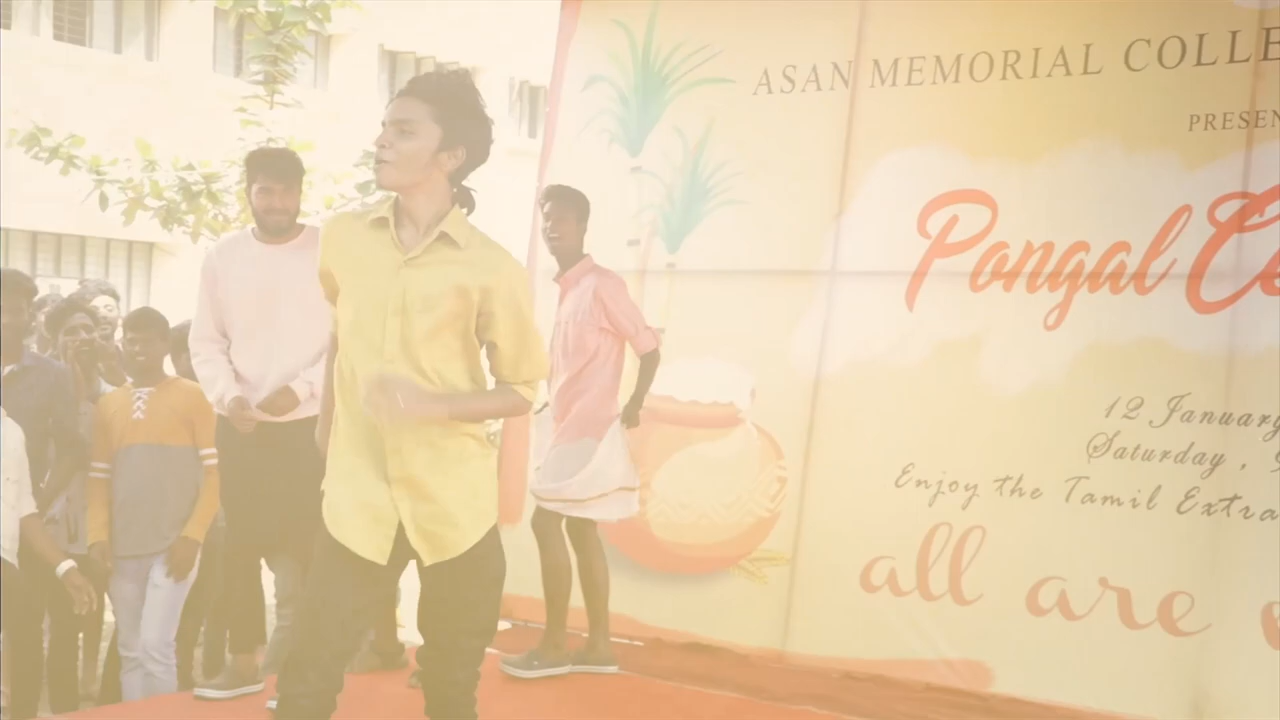 ASAN MEMORIAL COLLE
PRESEN
Pongal Ce
12 January
Saturday ,
Enjoy the Tamil Extra
all are